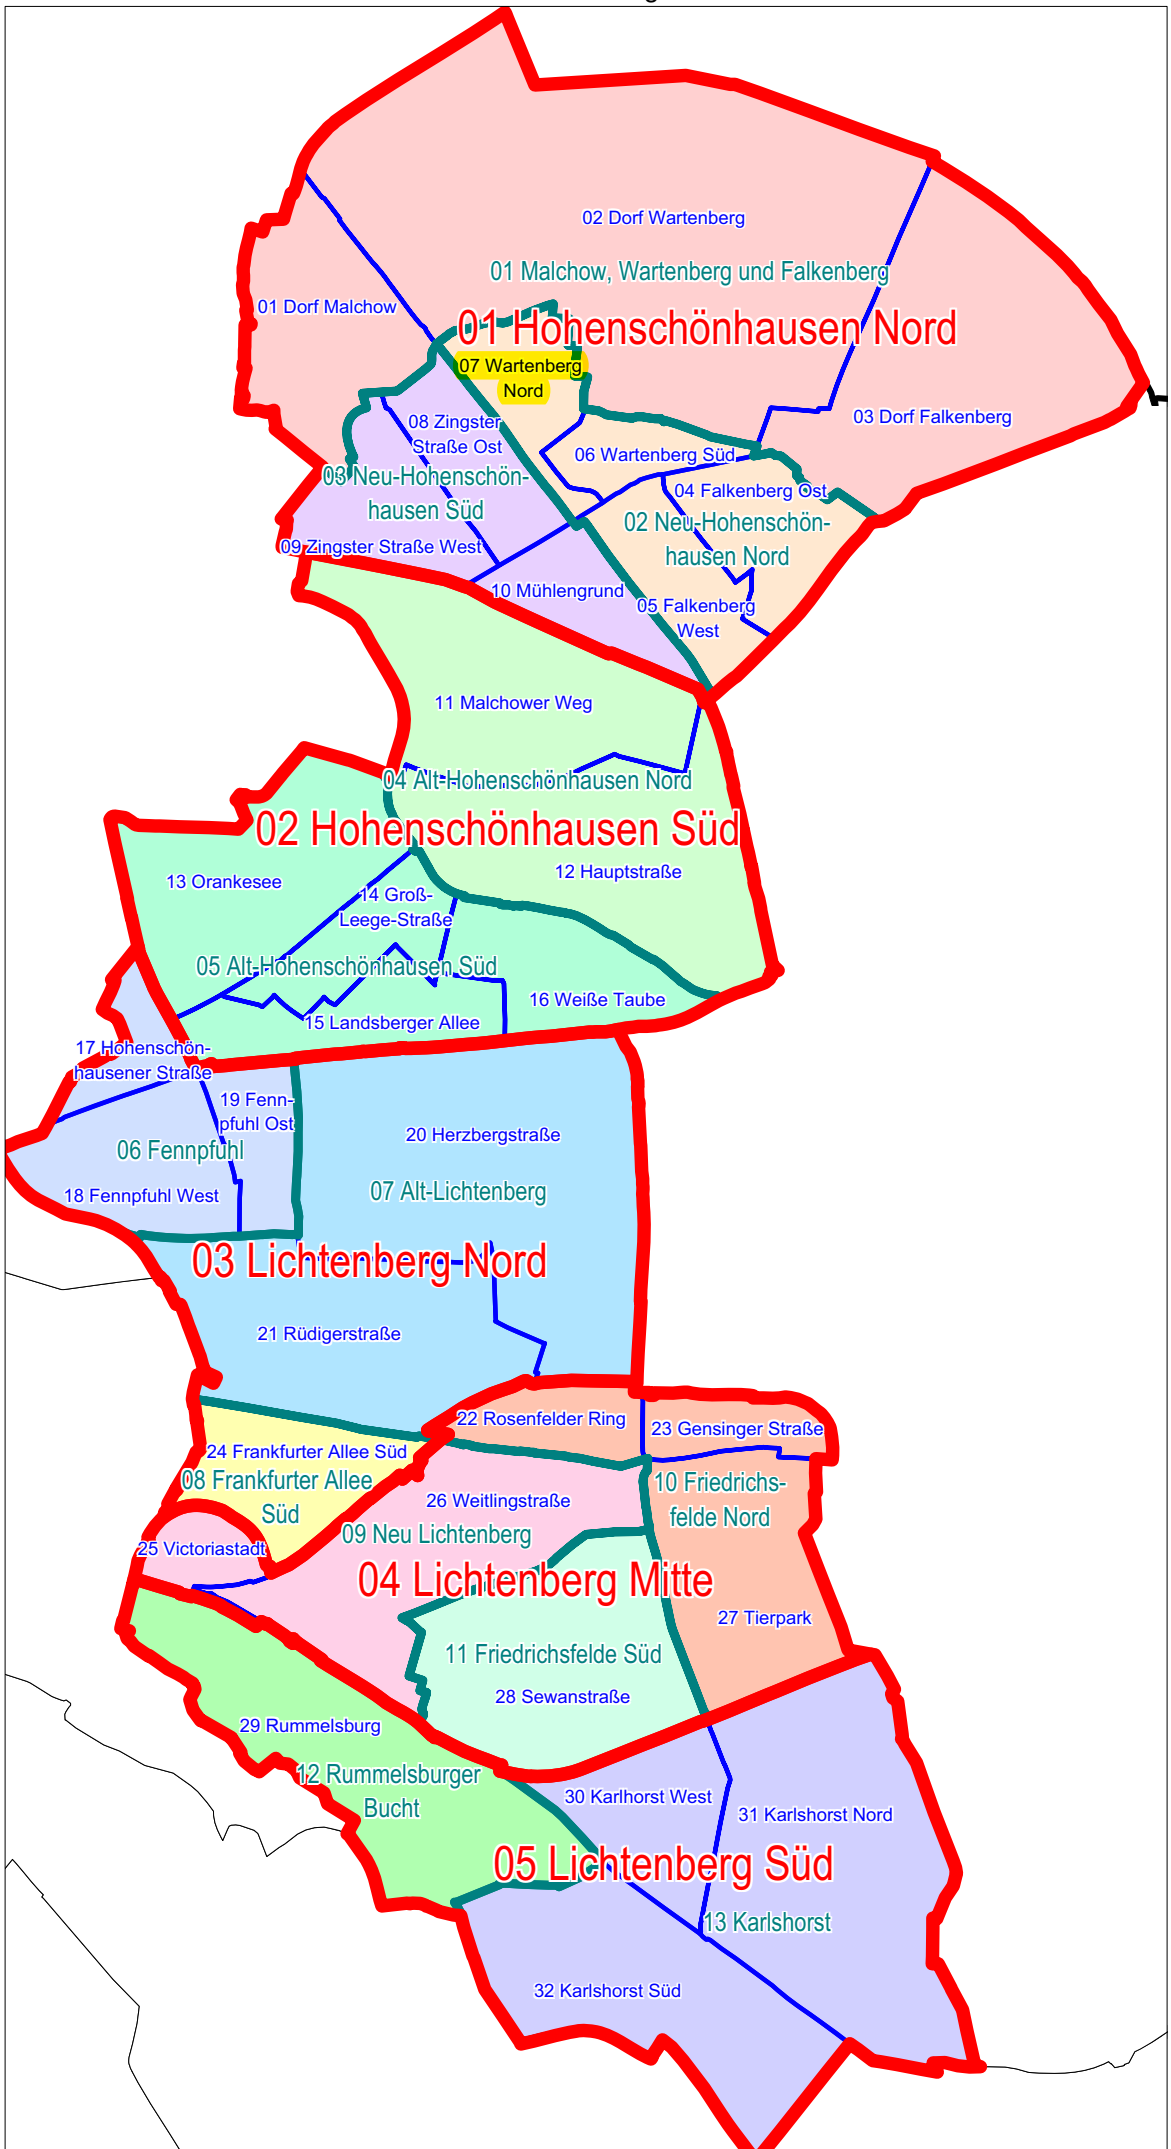 02 Dorf Wartenberg
01 Malchow, Wartenberg und Falkenberg
01 Dorf Malchow
01 Hohenschönhausen Nord
07 Wartenberg
Nord
03 Dorf Falkenberg
08 Zingster
Straße Ost
06 Wartenberg Süd
03 Neu-Hohenschön-
hausen Süd
04 Falkenberg Ost
02 Neu-Hohenschön-
hausen Nord
09 Zingster Straße West
10 Mühlengrund
05 Falkenberg
West
11 Malchower Weg
04 Alt-Hohenschönhausen Nord
02 Hohenschönhausen Süd
12 Hauptstraße
13 Orankesee
14 Groß-
Leege-Straße
05 Alt-Hohenschönhausen Süd
16 Weiße Taube
15 Landsberger Allee
17 Hohenschön-
hausener Straße
19 Fenn-
pfuhl Ost
20 Herzbergstraße
06 Fennpfuhl
18 Fennpfuhl West
07 Alt-Lichtenberg
03 Lichtenberg Nord
21 Rüdigerstraße
22 Rosenfelder Ring
23 Gensinger Straße
24 Frankfurter Allee Süd
08 Frankfurter Allee
Süd
10 Friedrichs-
felde Nord
26 Weitlingstraße
09 Neu Lichtenberg
25 Victoriastadt
04 Lichtenberg Mitte
27 Tierpark
11 Friedrichsfelde Süd
28 Sewanstraße
29 Rummelsburg
12 Rummelsburger
Bucht
30 Karlhorst West
31 Karlshorst Nord
05 Lichtenberg Süd
13 Karlshorst
32 Karlshorst Süd